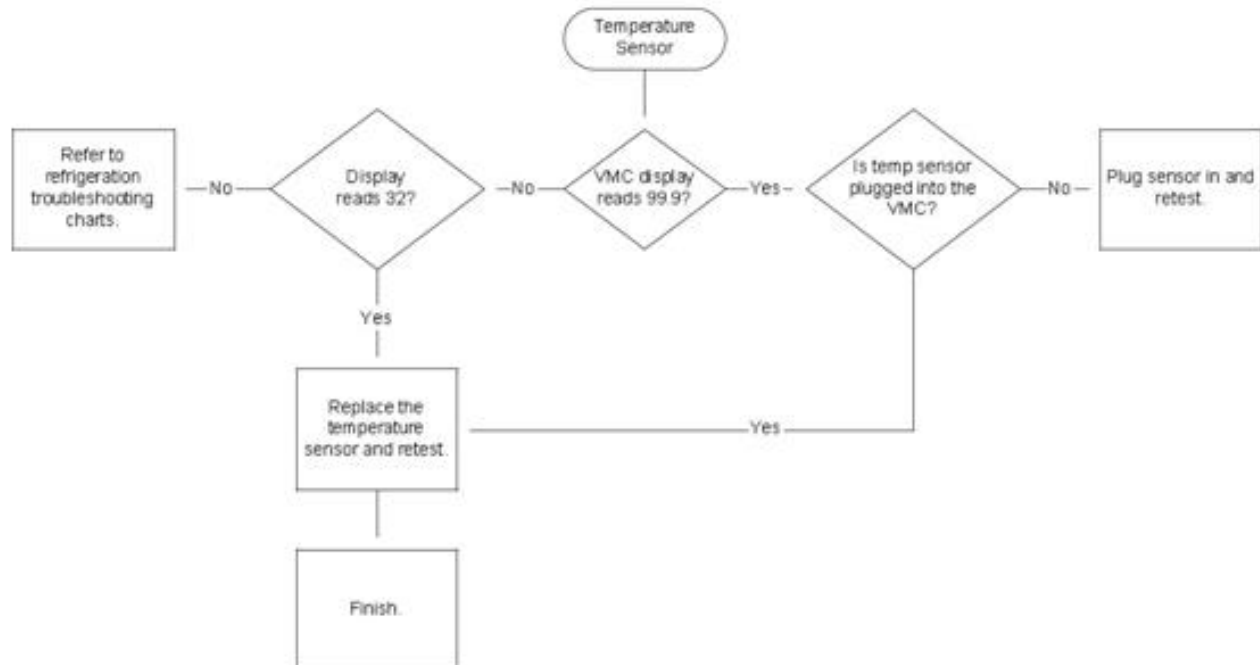 Temperature
Sensor
Refer to
refrigeration
troubleshooting
charts.
No
Display
reads 32?
No
VMC display
reads 99.9?
Yes
Is temp sensor
plugged into the
VMC?
No
Plug sensor in and
retest.
Yes
Replace the
temperature
sensor and retest.
Yes
Finish.